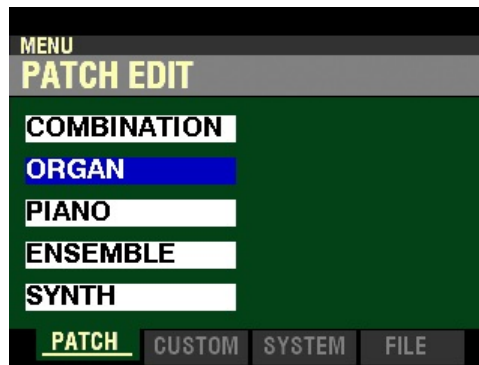 MENU
PATCH EDIT
COMBINATION
ORGAN
PIANO
ENSEMBLE
SYNTH
PATCH CUSTOM SYSTEM FILE